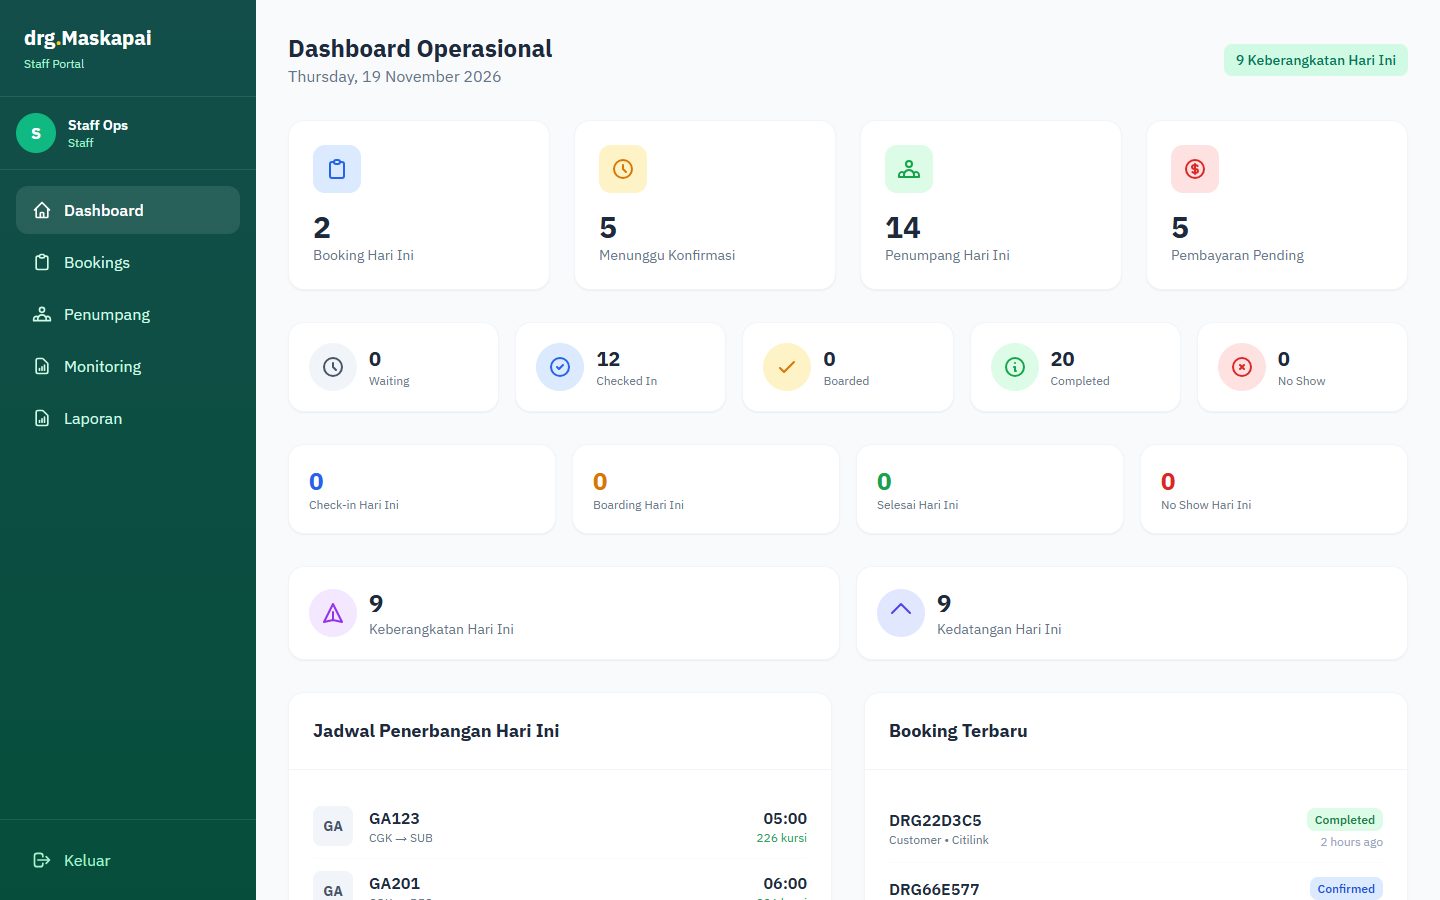 drg.Maskapai
Staff Portal
S
Staff Ops
Staff
Dashboard
Bookings
Penumpang
Monitoring
Laporan
Keluar
Dashboard Operasional
Thursday, 19 November 2026
9 Keberangkatan Hari Ini
2
Booking Hari Ini
5
Menunggu Konfirmasi
14
Penumpang Hari Ini
5
Pembayaran Pending
0
Waiting
12
Checked In
0
Boarded
20
Completed
0
No Show
0
Check-in Hari Ini
0
Boarding Hari Ini
0
Selesai Hari Ini
0
No Show Hari Ini
9
Keberangkatan Hari Ini
9
Kedatangan Hari Ini
Jadwal Penerbangan Hari Ini
GA
GA123
CGK → SUB
05:00
226 kursi
GA
GA201
06:00
Booking Terbaru
DRG22D3C5
Customer • Citilink
Completed
2 hours ago
DRG66E577
Confirmed